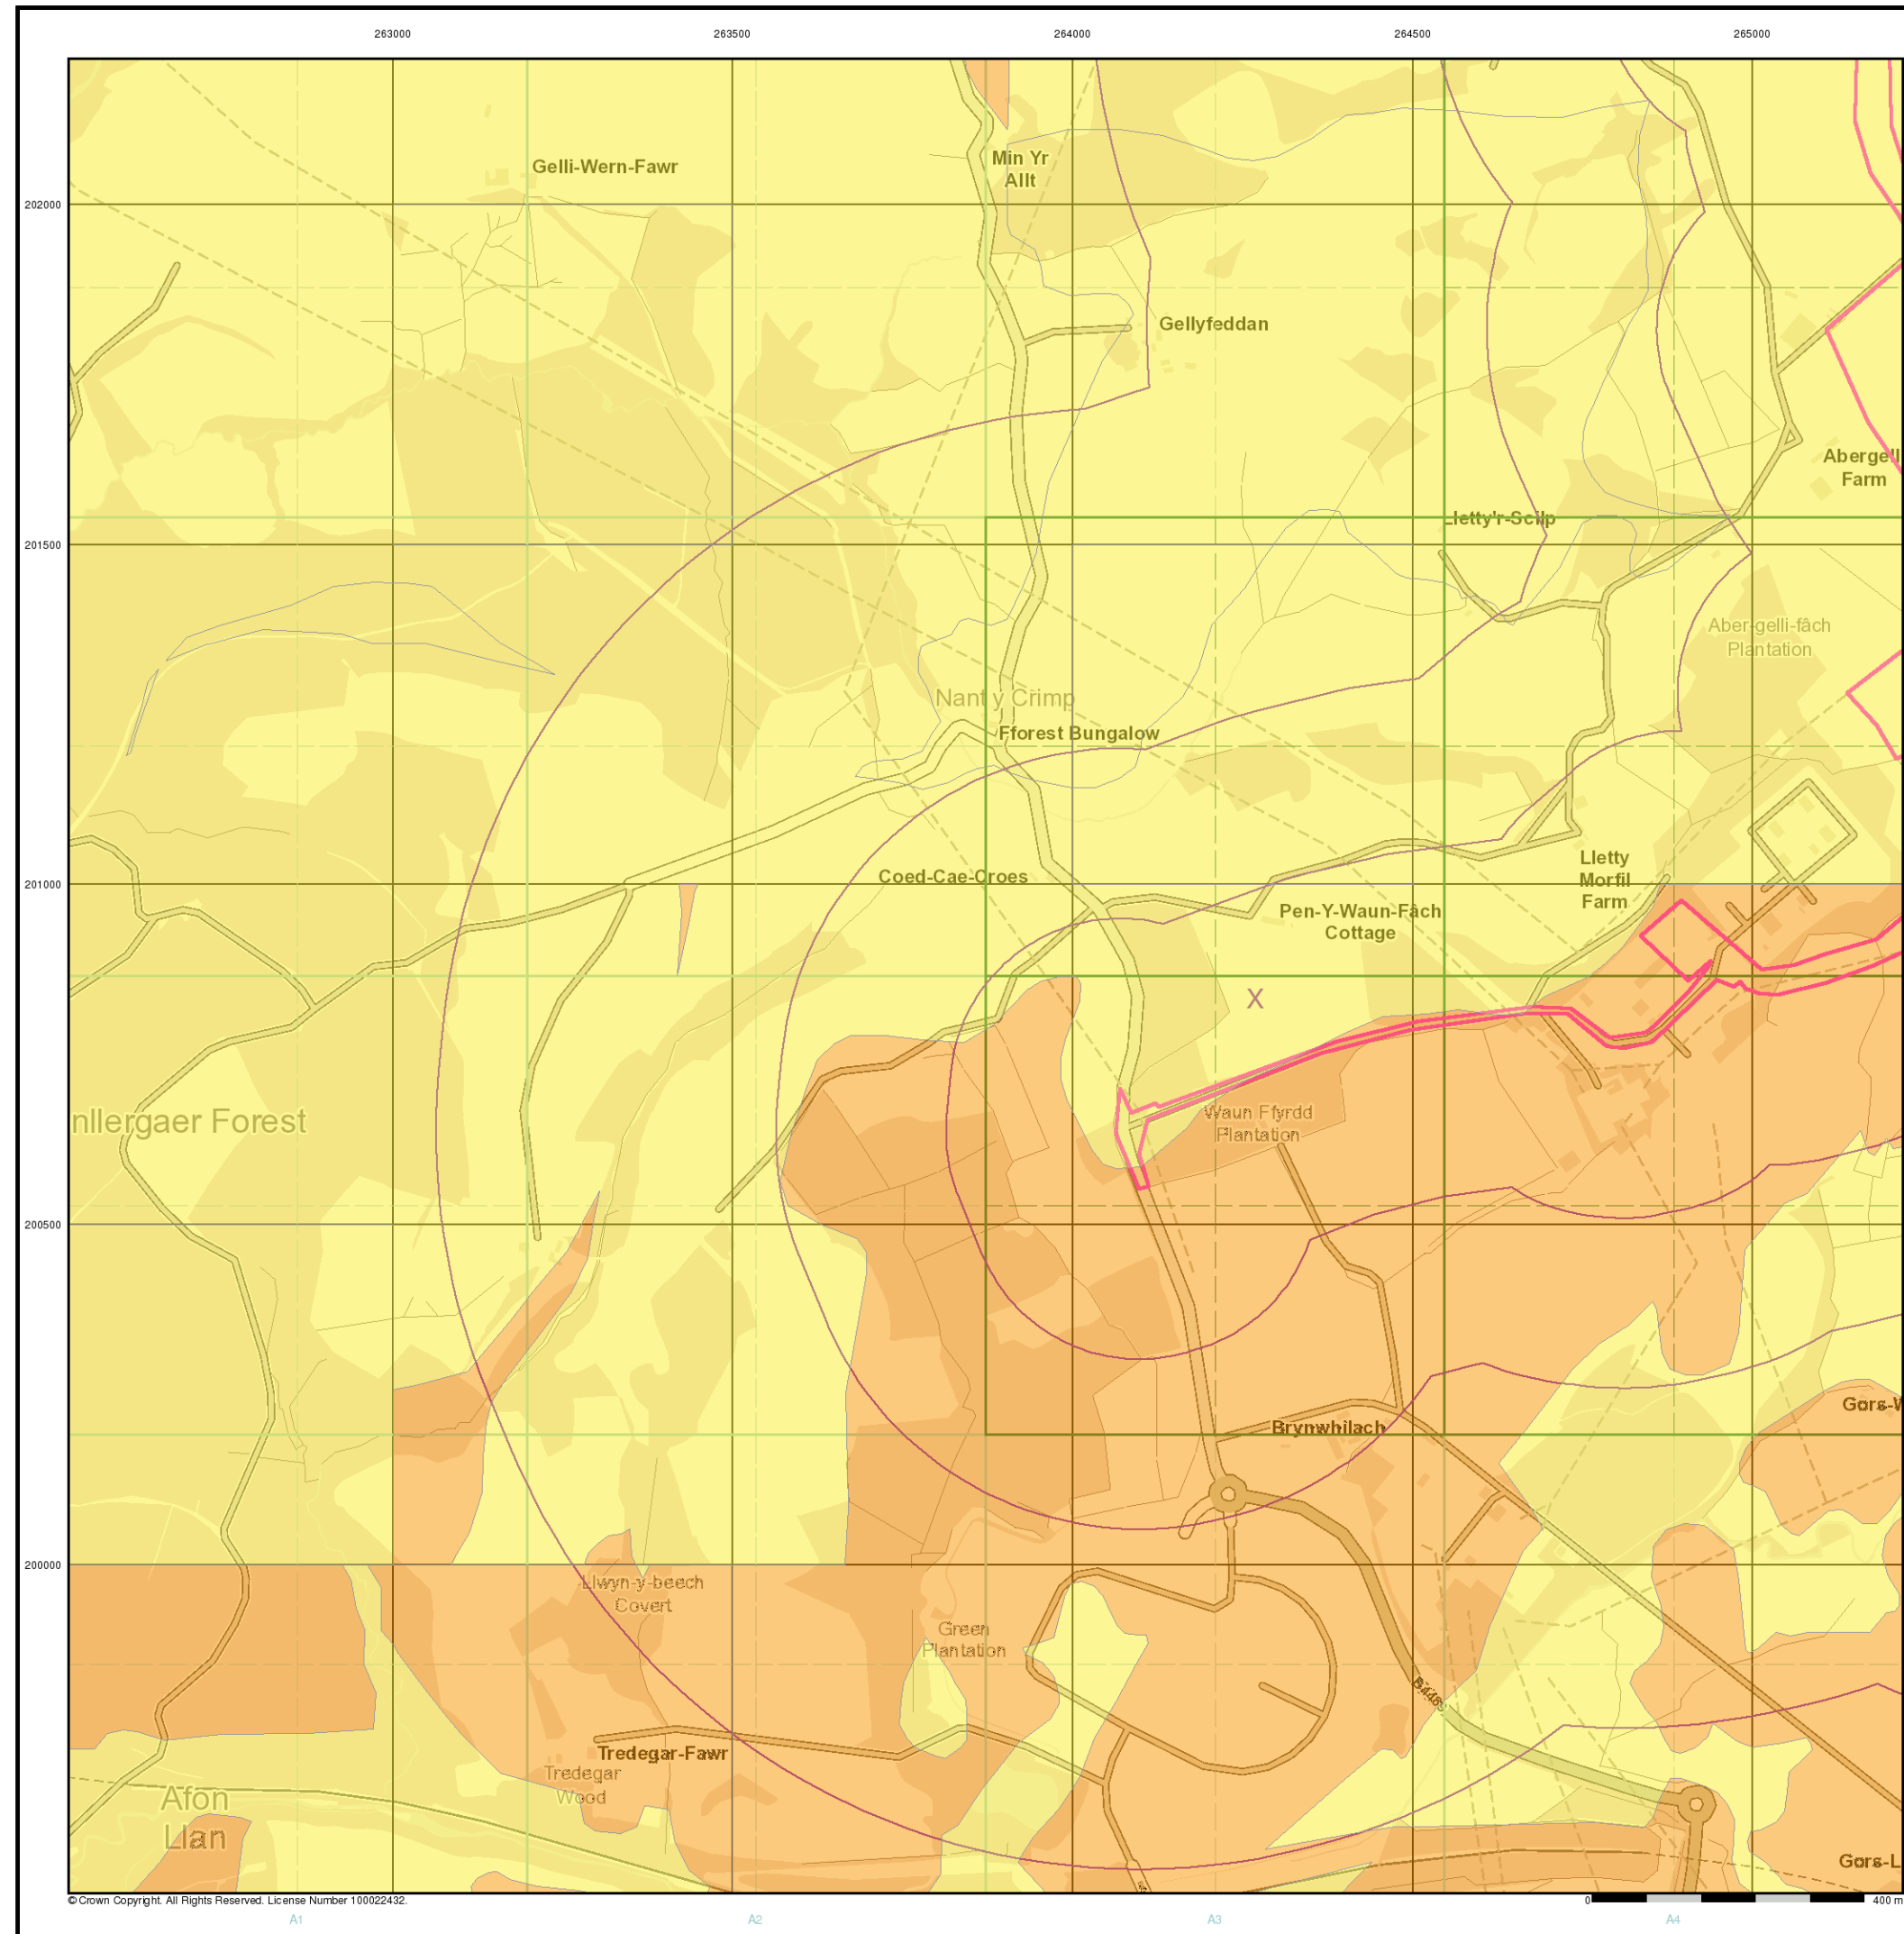 263000 263500 264000 264500 265000
202000
201500
201000
200500
200000
Gelli-Wern-Fawr
Min Yr
Allt
Gellyfeddan
Abergell
Farm
Lletty'r-Scilp
Aber-gelli-fâch
Plantation
Nant y Crimp
Fforest Bungalow
Coed-Cae-Croes
Lletty
Morfil
Farm
Pen-Y-Waun-Fâch
Cottage
X
nllergaer Forest
Waun Ffyrdd
Plantation
Brynwhilach
Gors-W
Llwyn-y-beech
Covert
Green
Plantation
Tredegar-Fawr
Tredegar
Wood
Afon
Llan
Gors-L
© Crown Copyright. All Rights Reserved. License Number 100022432.
0 400 m
A1 A2 A3 A4